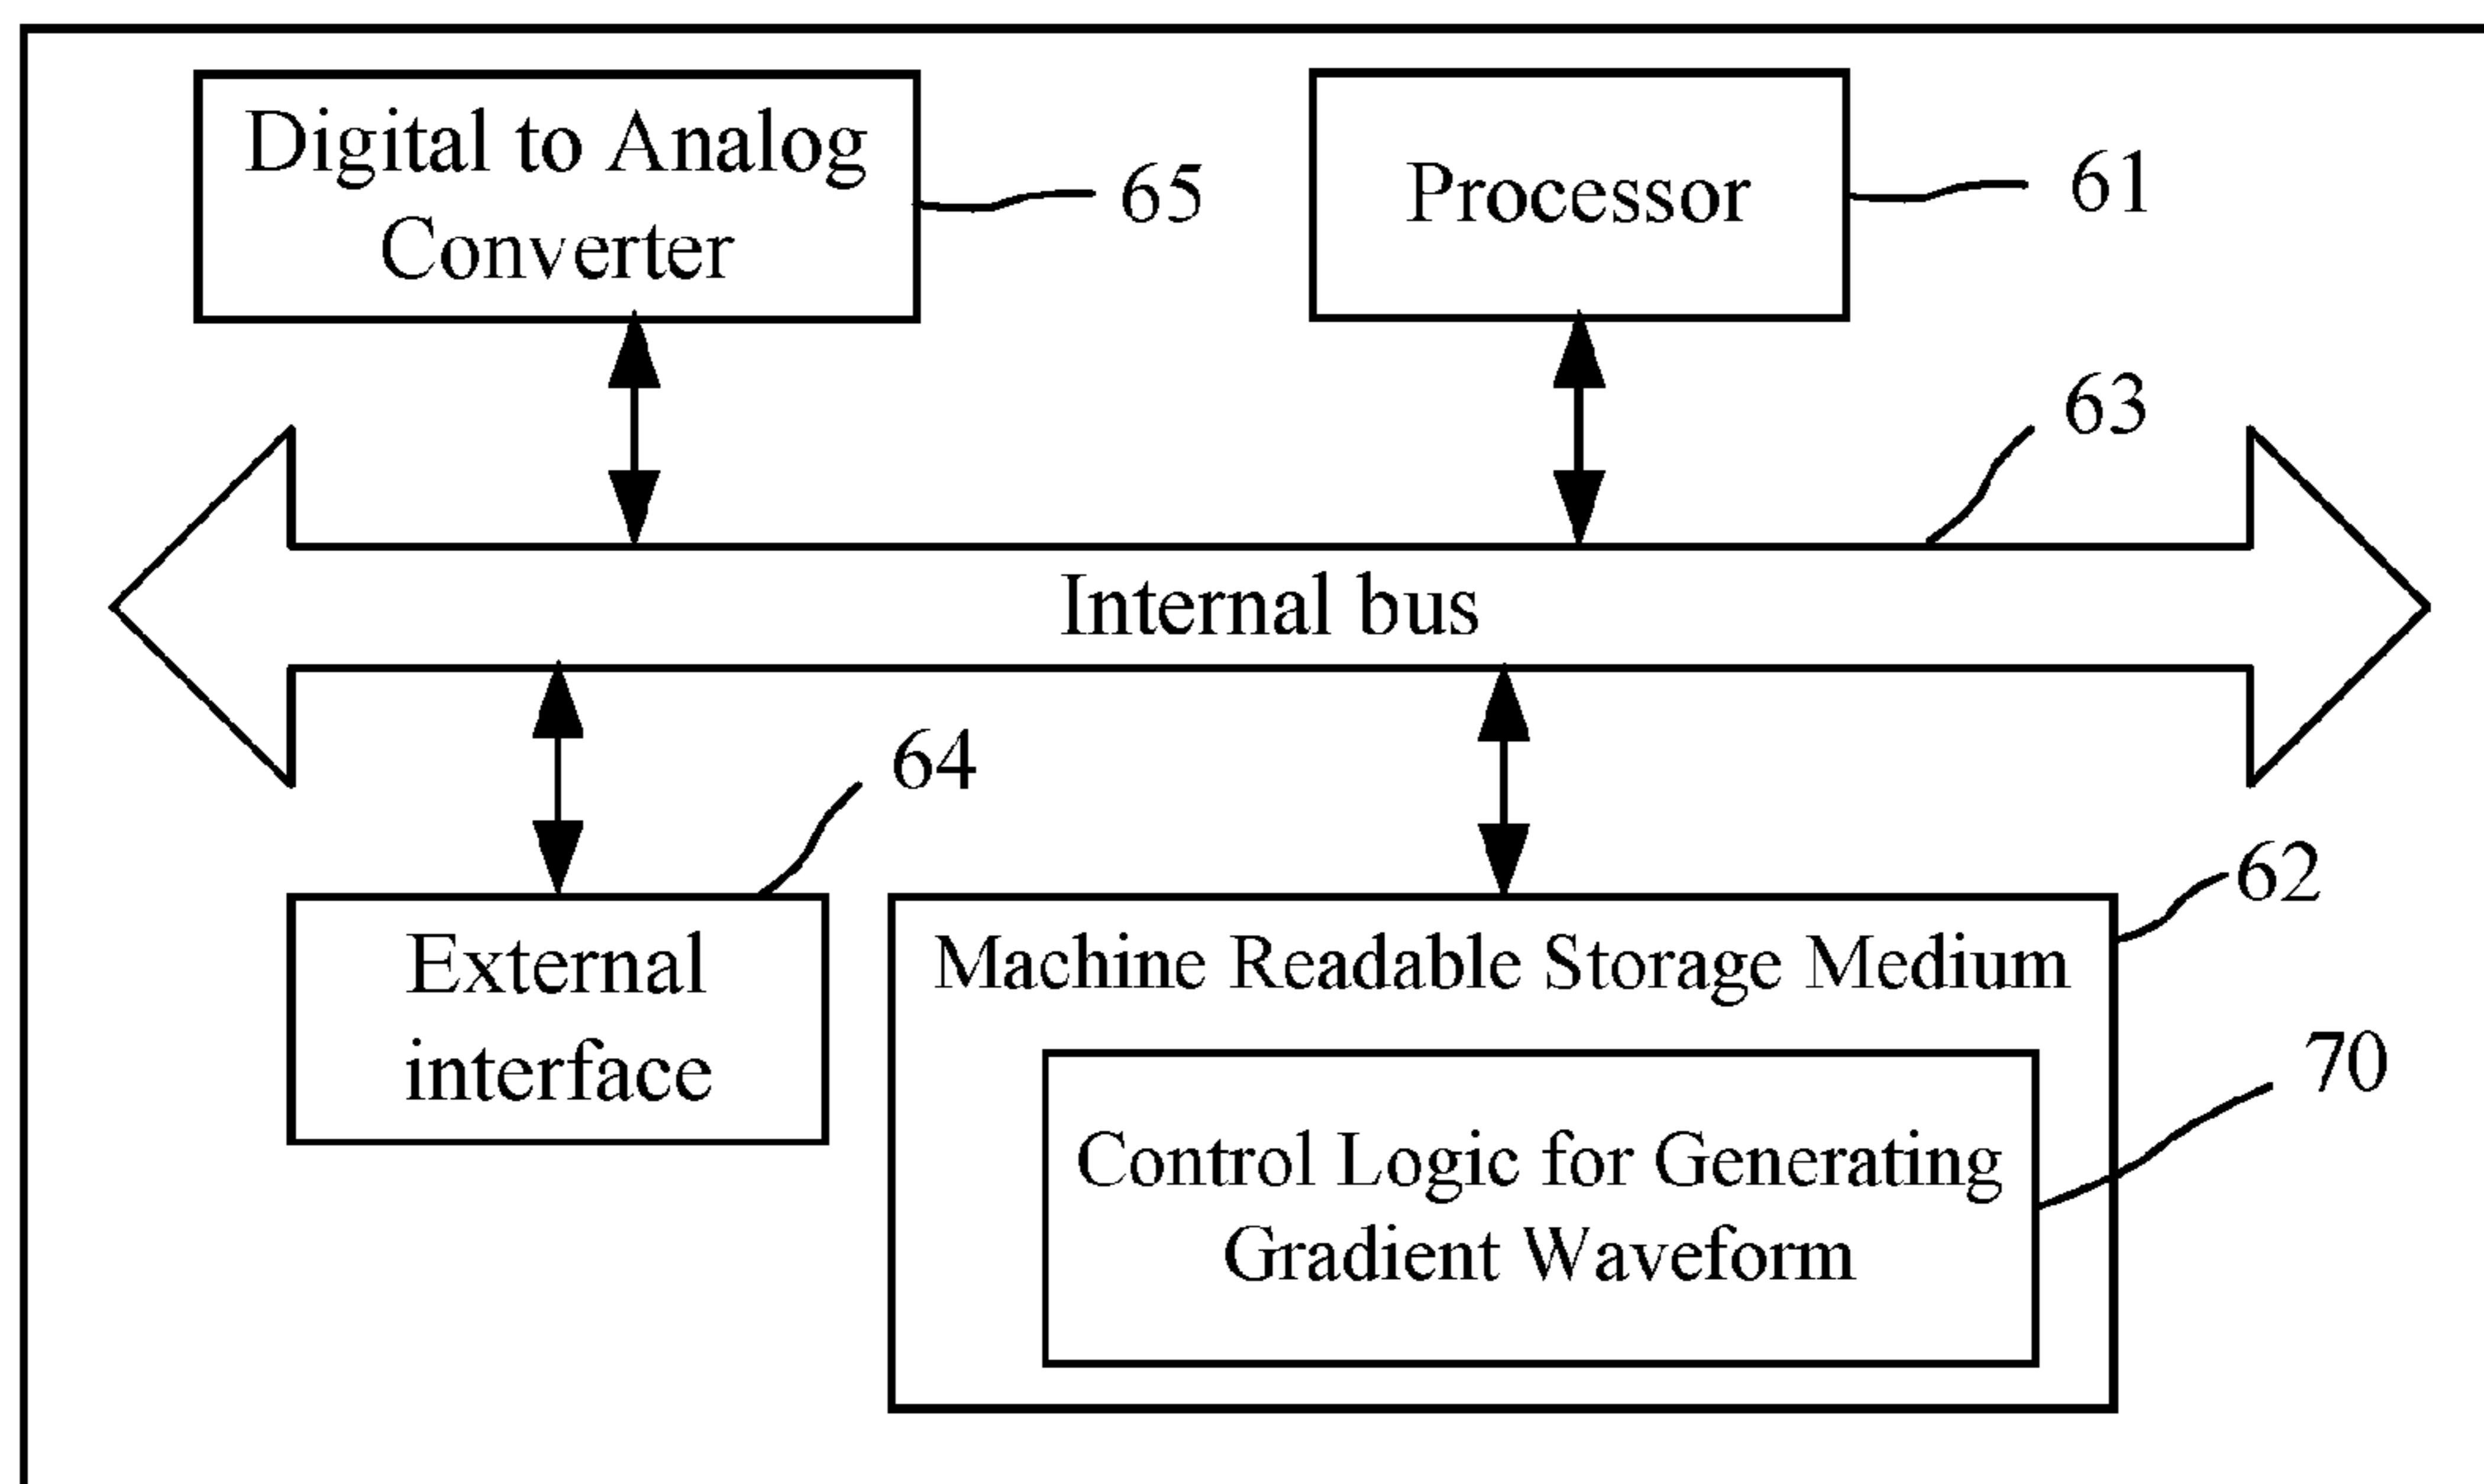 Digital to Analog
Converter
65
Processor
61
63
Internal bus
64
External
interface
62
Machine Readable Storage Medium
70
Control Logic for Generating
Gradient Waveform